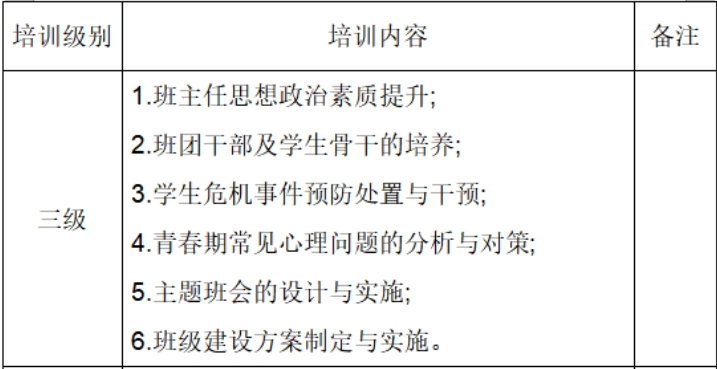 培训级别 培训内容 备注
1.班主任思想政治素质提升;
2.班团干部及学生骨干的培养;
3.学生危机事件预防处置与干预;
三级
4.青春期常见心理问题的分析与对策;
5.主题班会的设计与实施;
6.班级建设方案制定与实施。